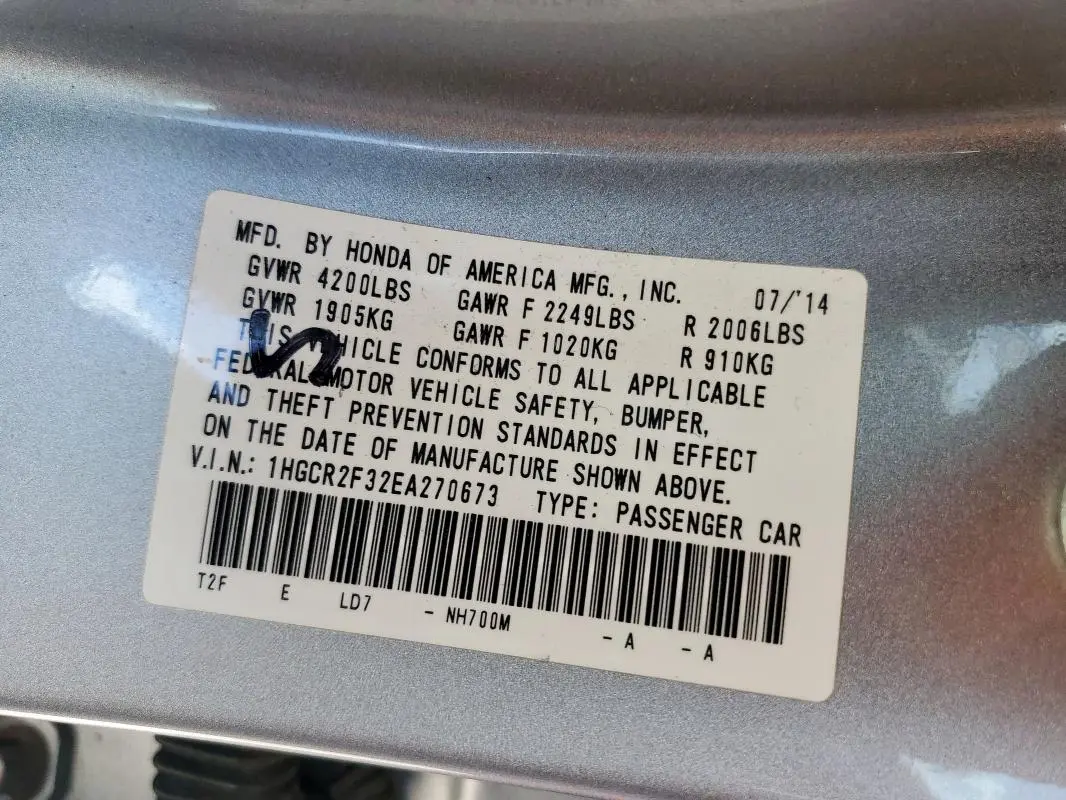 MFD. BY HONDA OF AMERICA MFG., INC. 07/'14
GVWR 4200LBS GAWR F 2249LBS R 2006LBS
GVWR 1905KG GAWR F 1020KG R 910KG
THIS VEHICLE CONFORMS TO ALL APPLICABLE
FEDERAL MOTOR VEHICLE SAFETY, BUMPER,
AND THEFT PREVENTION STANDARDS IN EFFECT
ON THE DATE OF MANUFACTURE SHOWN ABOVE.
V.I.N.: 1HGCR2F32EA270673 TYPE: PASSENGER CAR
T2F E LD7 - NH700M - A - A